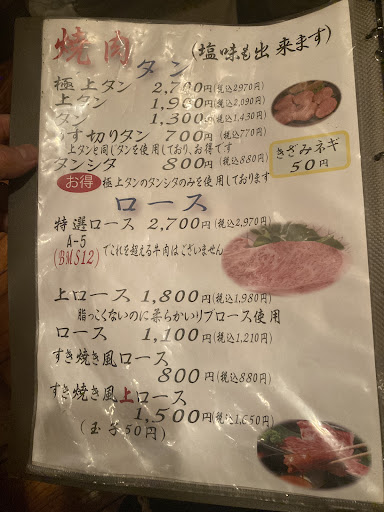 焼肉 (塩味も出来ます)
タン
極上タン 2,700円(税込2970円)
上タン 1,900円(税込2,090円)
タン 1,300円(税込1,430円)
うす切りタン 700円(税込770円)
上タンと同じタンを使用しており、お得です
タンシタ 800円(税込880円)
きざみネギ
50円
お得 極上タンのタンシタのみを使用しております
ロース
特選ロース 2,700円(税込2,970円)
A-5
(BMS12)でこれを超える牛肉はございません
上ロース 1,800円(税込1,980円)
脂っこくないのに柔らかいリブロース使用
ロース 1,100円(税込1,210円)
すき焼き風ロース
800円(税込880円)
すき焼き風上ロース
1,500円(税込1,650円)
(玉子50円)